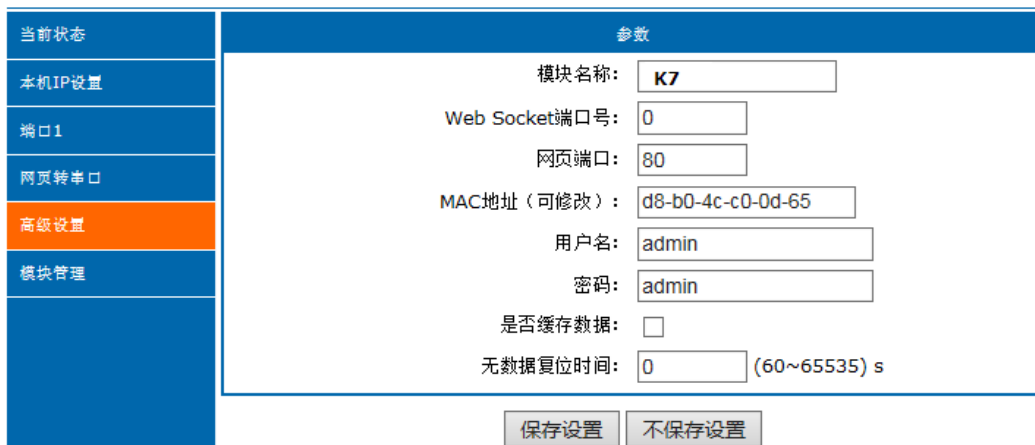 当前状态
本机IP设置
端口1
网页转串口
高级设置
模块管理
参数
模块名称： K7
Web Socket端口号： 0
网页端口： 80
MAC地址（可修改）： d8-b0-4c-c0-0d-65
用户名： admin
密码： admin
是否缓存数据：
无数据复位时间： 0 (60~65535) s
保存设置 不保存设置